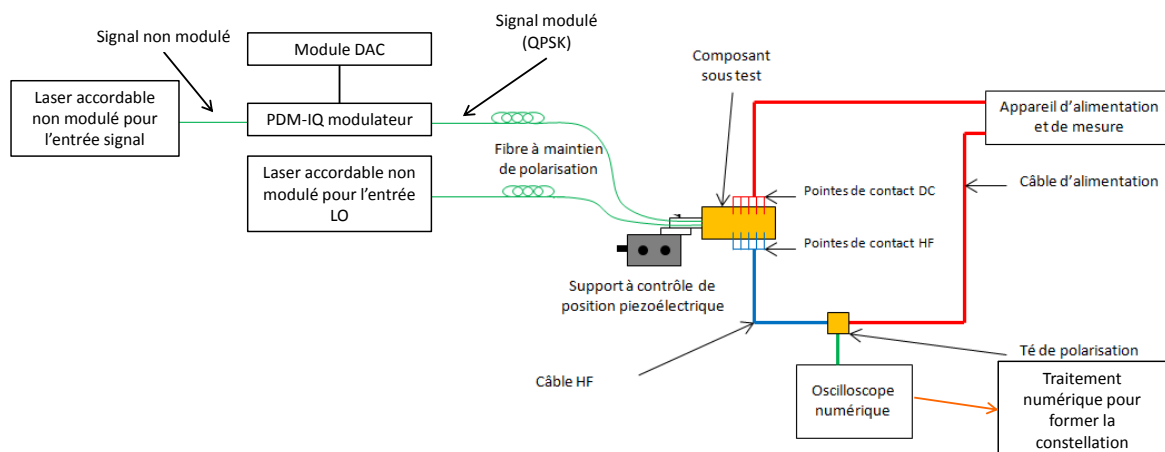 Signal non modulé
Module DAC
Signal modulé
(QPSK)
Composant
sous test
Laser accordable
non modulé pour
l’entrée signal
PDM-IQ modulateur
Appareil d’alimentation
et de mesure
Fibre à maintien
de polarisation
Laser accordable non
modulé pour l’entrée
LO
Pointes de contact DC
Câble d’alimentation
Pointes de contact HF
Support à contrôle de
position piezoélectrique
Câble HF
Té de polarisation
Oscilloscope
numérique
Traitement
numérique pour
former la
constellation